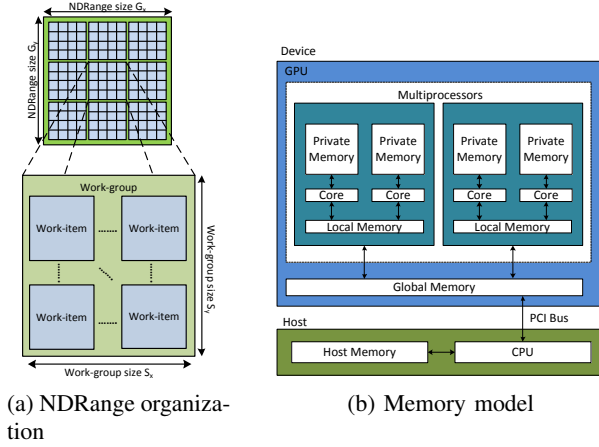 NDRange size Gx
NDRange size Gy
Work-group
Work-item ....... Work-item
Work-item ....... Work-item
Work-group size Sy
Work-group size Sx
(a) NDRange organiza-
tion
Device
GPU
Multiprocessors
Private Memory
Private Memory
Private Memory
Private Memory
Core
Core
Core
Core
Local Memory
Local Memory
Global Memory
PCI Bus
Host
Host Memory
CPU
(b) Memory model